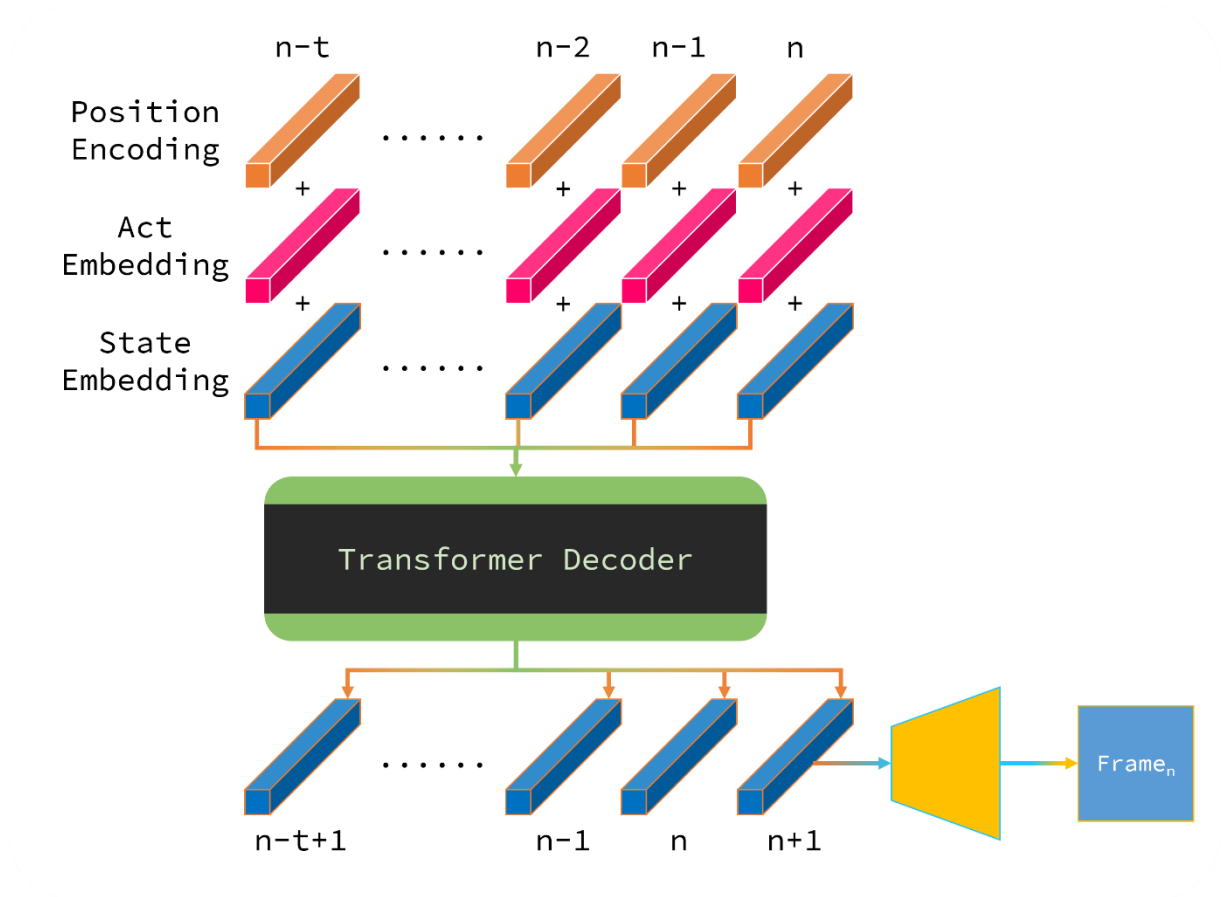 n-t
n-2
n-1
n
Position
Encoding
......
+
+
+
+
Act
Embedding
......
+
+
+
+
State
Embedding
......
Transformer Decoder
......
Frameₙ
n-t+1
n-1
n
n+1